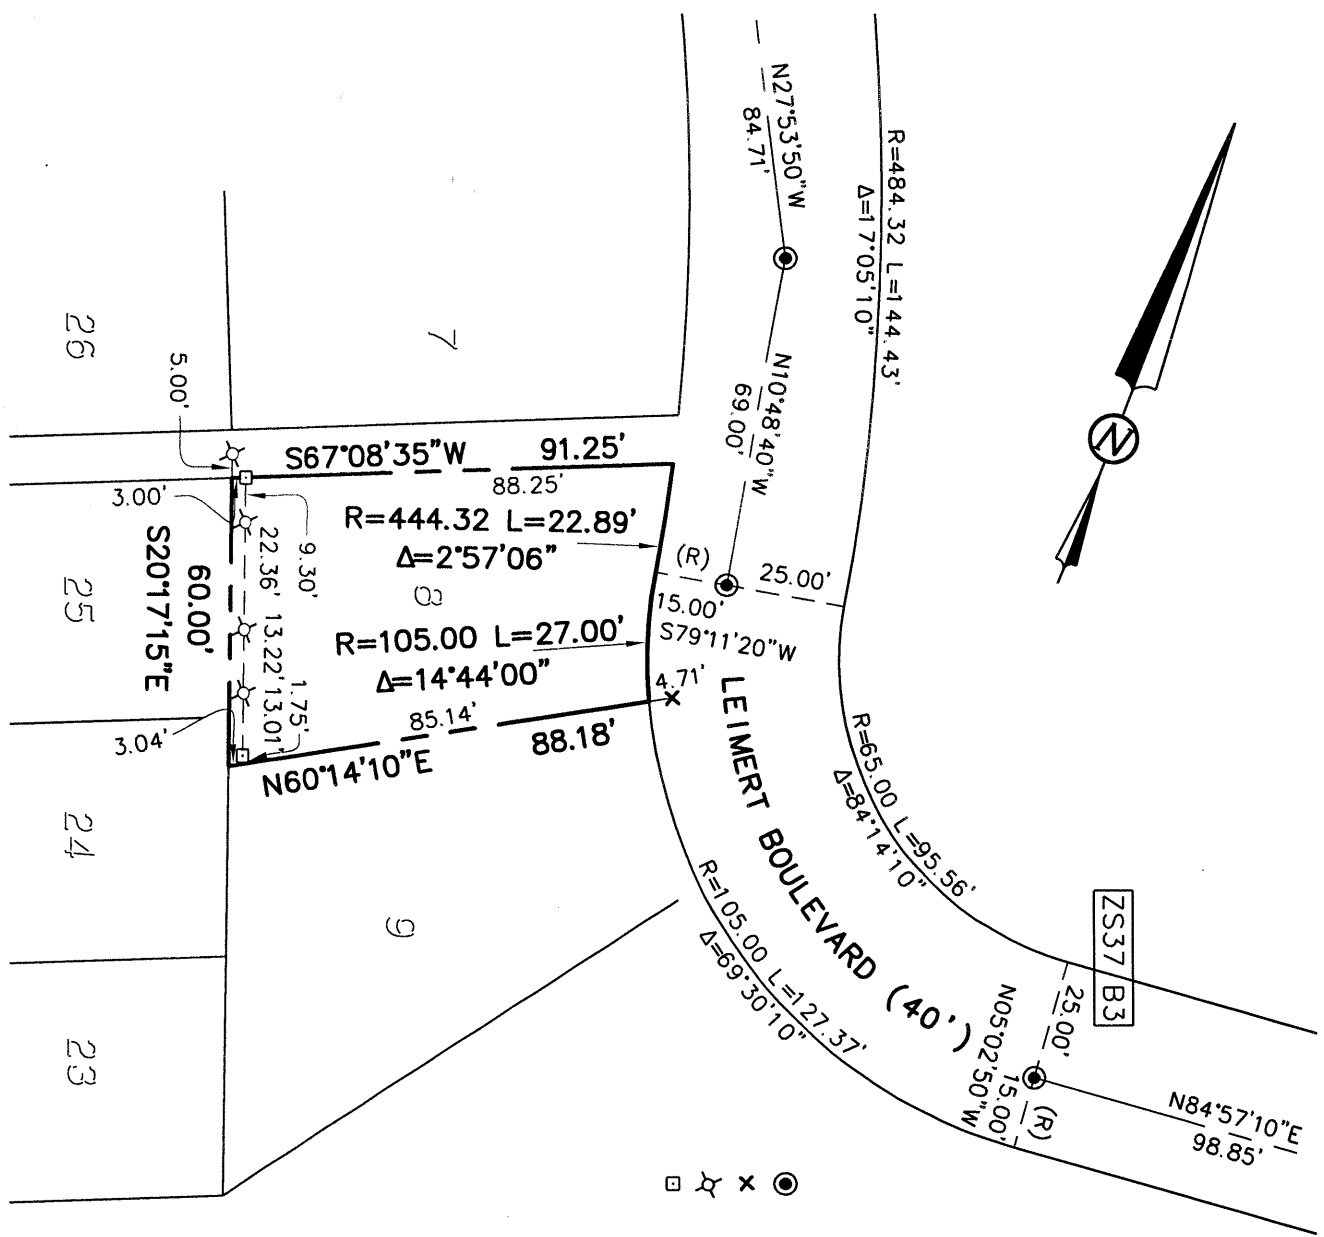 N27°53'50"W
84.71'
R=484.32 L=144.43'
Δ=17°05'10"
N10°48'40"W
69.00'
N
26
7
5.00'
S67°08'35"W 91.25'
88.25'
3.00'
R=444.32 L=22.89'
Δ=2°57'06"
(R)
25.00'
15.00'
S79°11'20"W
9.30'
22.36' 13.22' 13.01'
1.75'
8
25
60.00'
S20°17'15"E
R=105.00 L=27.00'
Δ=14°44'00"
4.71'
85.14'
88.18'
N60°14'10"E
3.04'
LEIMERT BOULEVARD (40')
R=65.00 L=95.56'
Δ=84°14'10"
R=105.00 L=127.37'
Δ=69°30'10"
24
9
23
ZS37 B3
25.00'
N05°02'50"W
15.00'
(R)
N84°57'10"E
98.85'